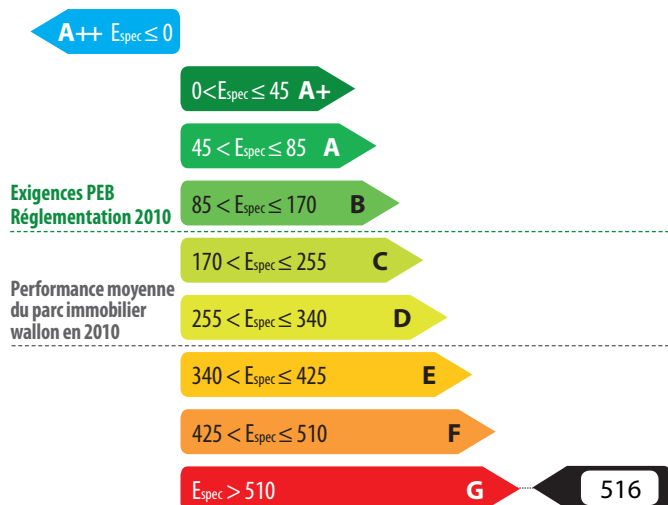 A++ Espec ≤ 0
0<Espec ≤ 45 A+
45 < Espec ≤ 85 A
Exigences PEB
Réglementation 2010
85 < Espec ≤ 170 B
170 < Espec ≤ 255 C
Performance moyenne
du parc immobilier
wallon en 2010
255 < Espec ≤ 340 D
340 < Espec ≤ 425 E
425 < Espec ≤ 510 F
Espec > 510 G 516